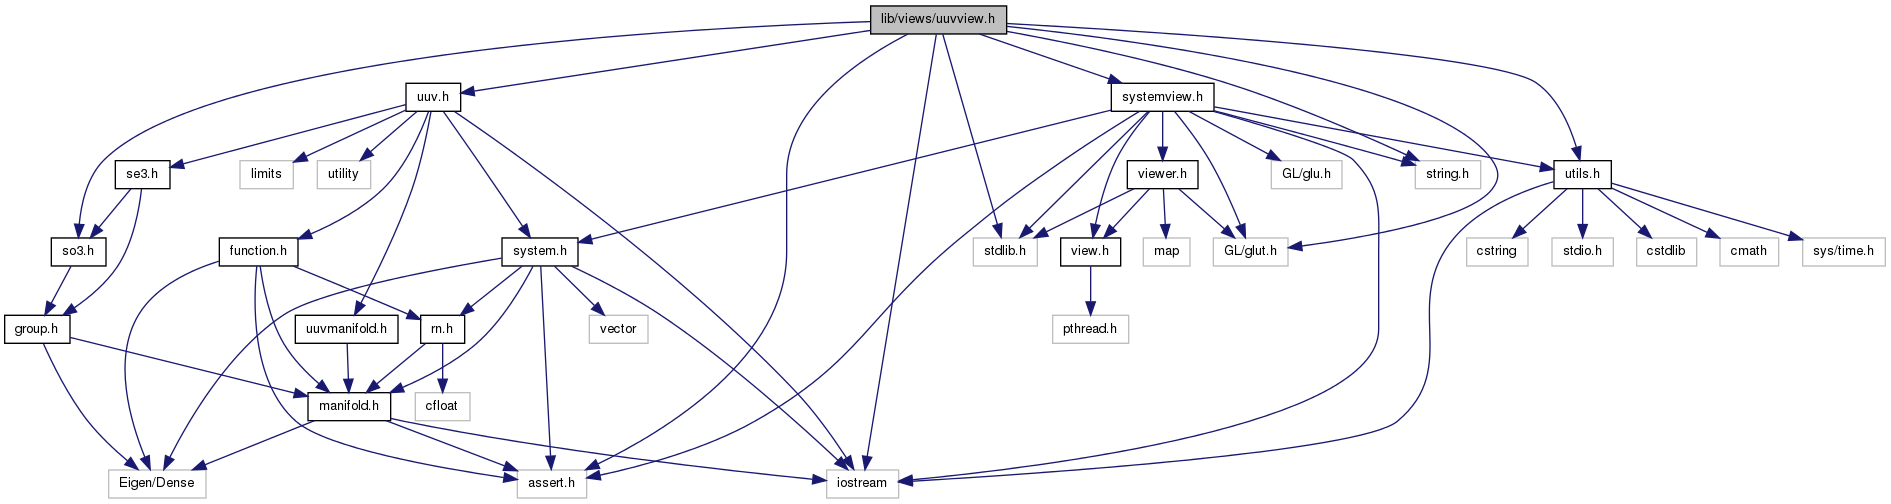 lib/views/uuvview.h
uuv.h
systemview.h
se3.h
limits
utility
viewer.h
GL/glu.h
string.h
utils.h
so3.h
function.h
system.h
stdlib.h
view.h
map
GL/glut.h
cstring
stdio.h
cstdlib
cmath
sys/time.h
group.h
uuvmanifold.h
rn.h
vector
pthread.h
manifold.h
cfloat
Eigen/Dense
assert.h
iostream